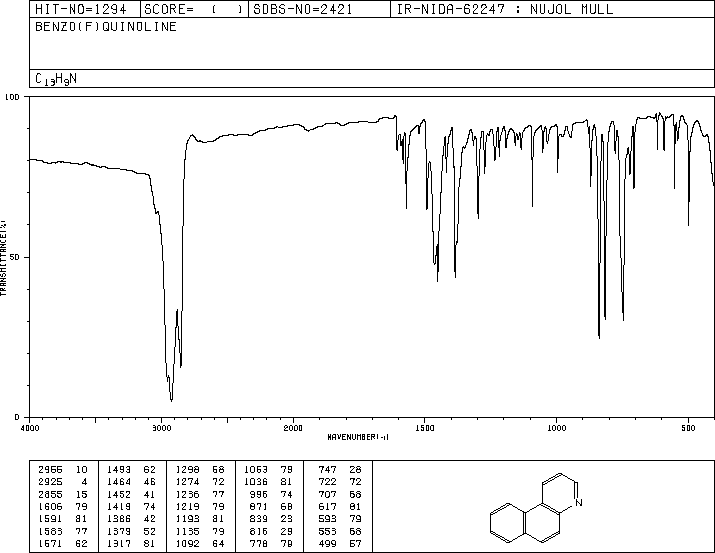 HIT-NO=1294 SCORE= ( ) SDBS-NO=2421 IR-NIDA-62247 : NUJOL MULL
BENZO(F)QUINOLINE
C13H9N
100
50
0
TRANSMITTANCE(%)
4000 3000 2000 1500 1000 500
WAVENUMBER(-1)
2956 10 1493 62 1298 58 1053 79 747 28
2925 4 1464 46 1274 72 1036 81 722 72
2855 15 1452 41 1236 77 995 74 707 68
1606 79 1419 74 1219 79 871 68 617 81
1591 81 1386 42 1193 81 839 23 593 79
1583 77 1379 52 1155 79 816 29 553 68
1571 62 1317 81 1092 64 778 79 499 57
N